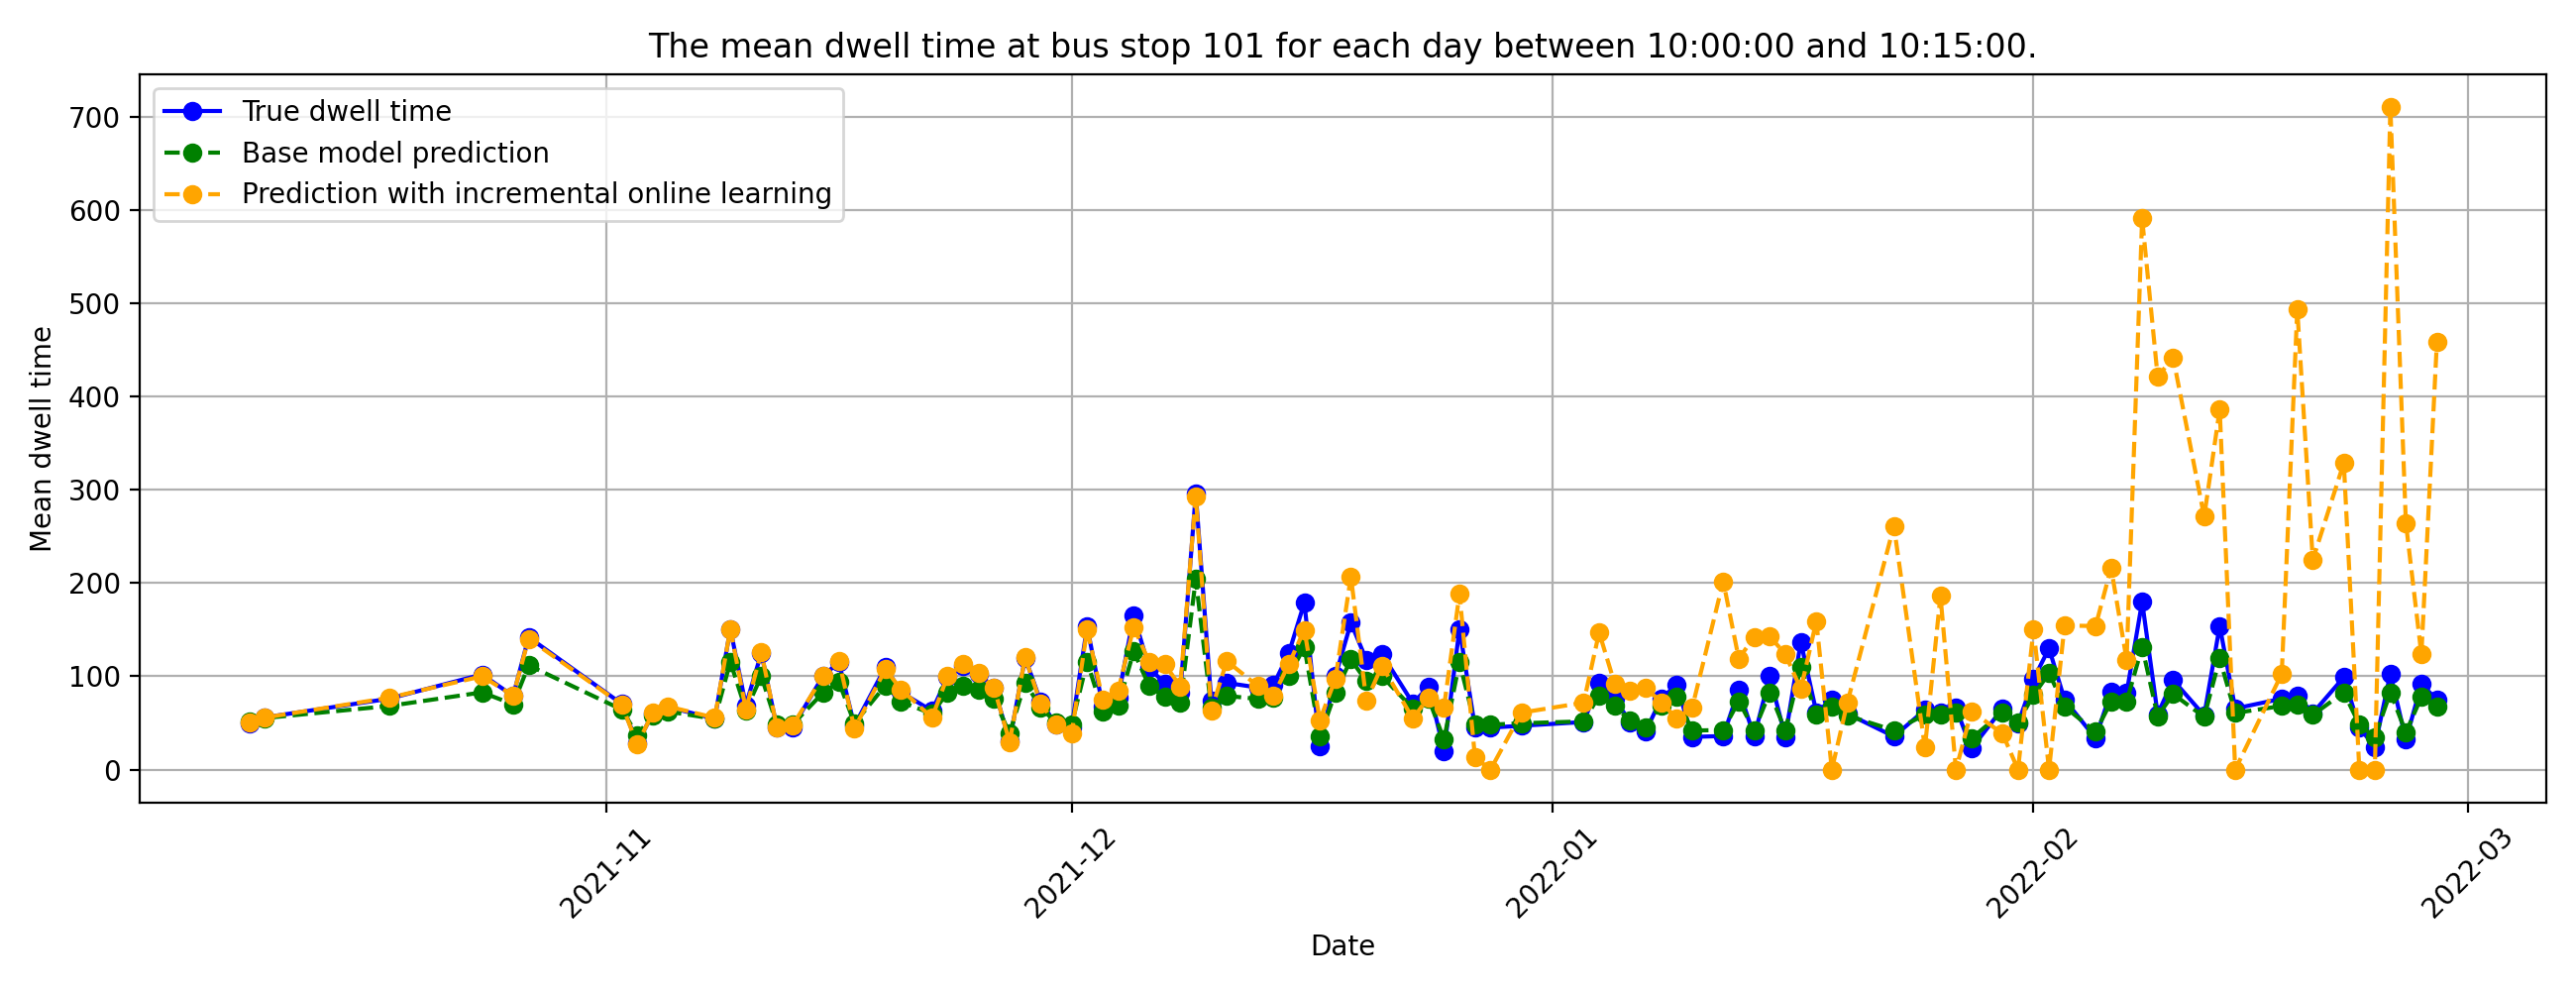 The mean dwell time at bus stop 101 for each day between 10:00:00 and 10:15:00.
True dwell time
Base model prediction
Prediction with incremental online learning
Mean dwell time
700
600
500
400
300
200
100
0
2021-11
2021-12
2022-01
2022-02
2022-03
Date